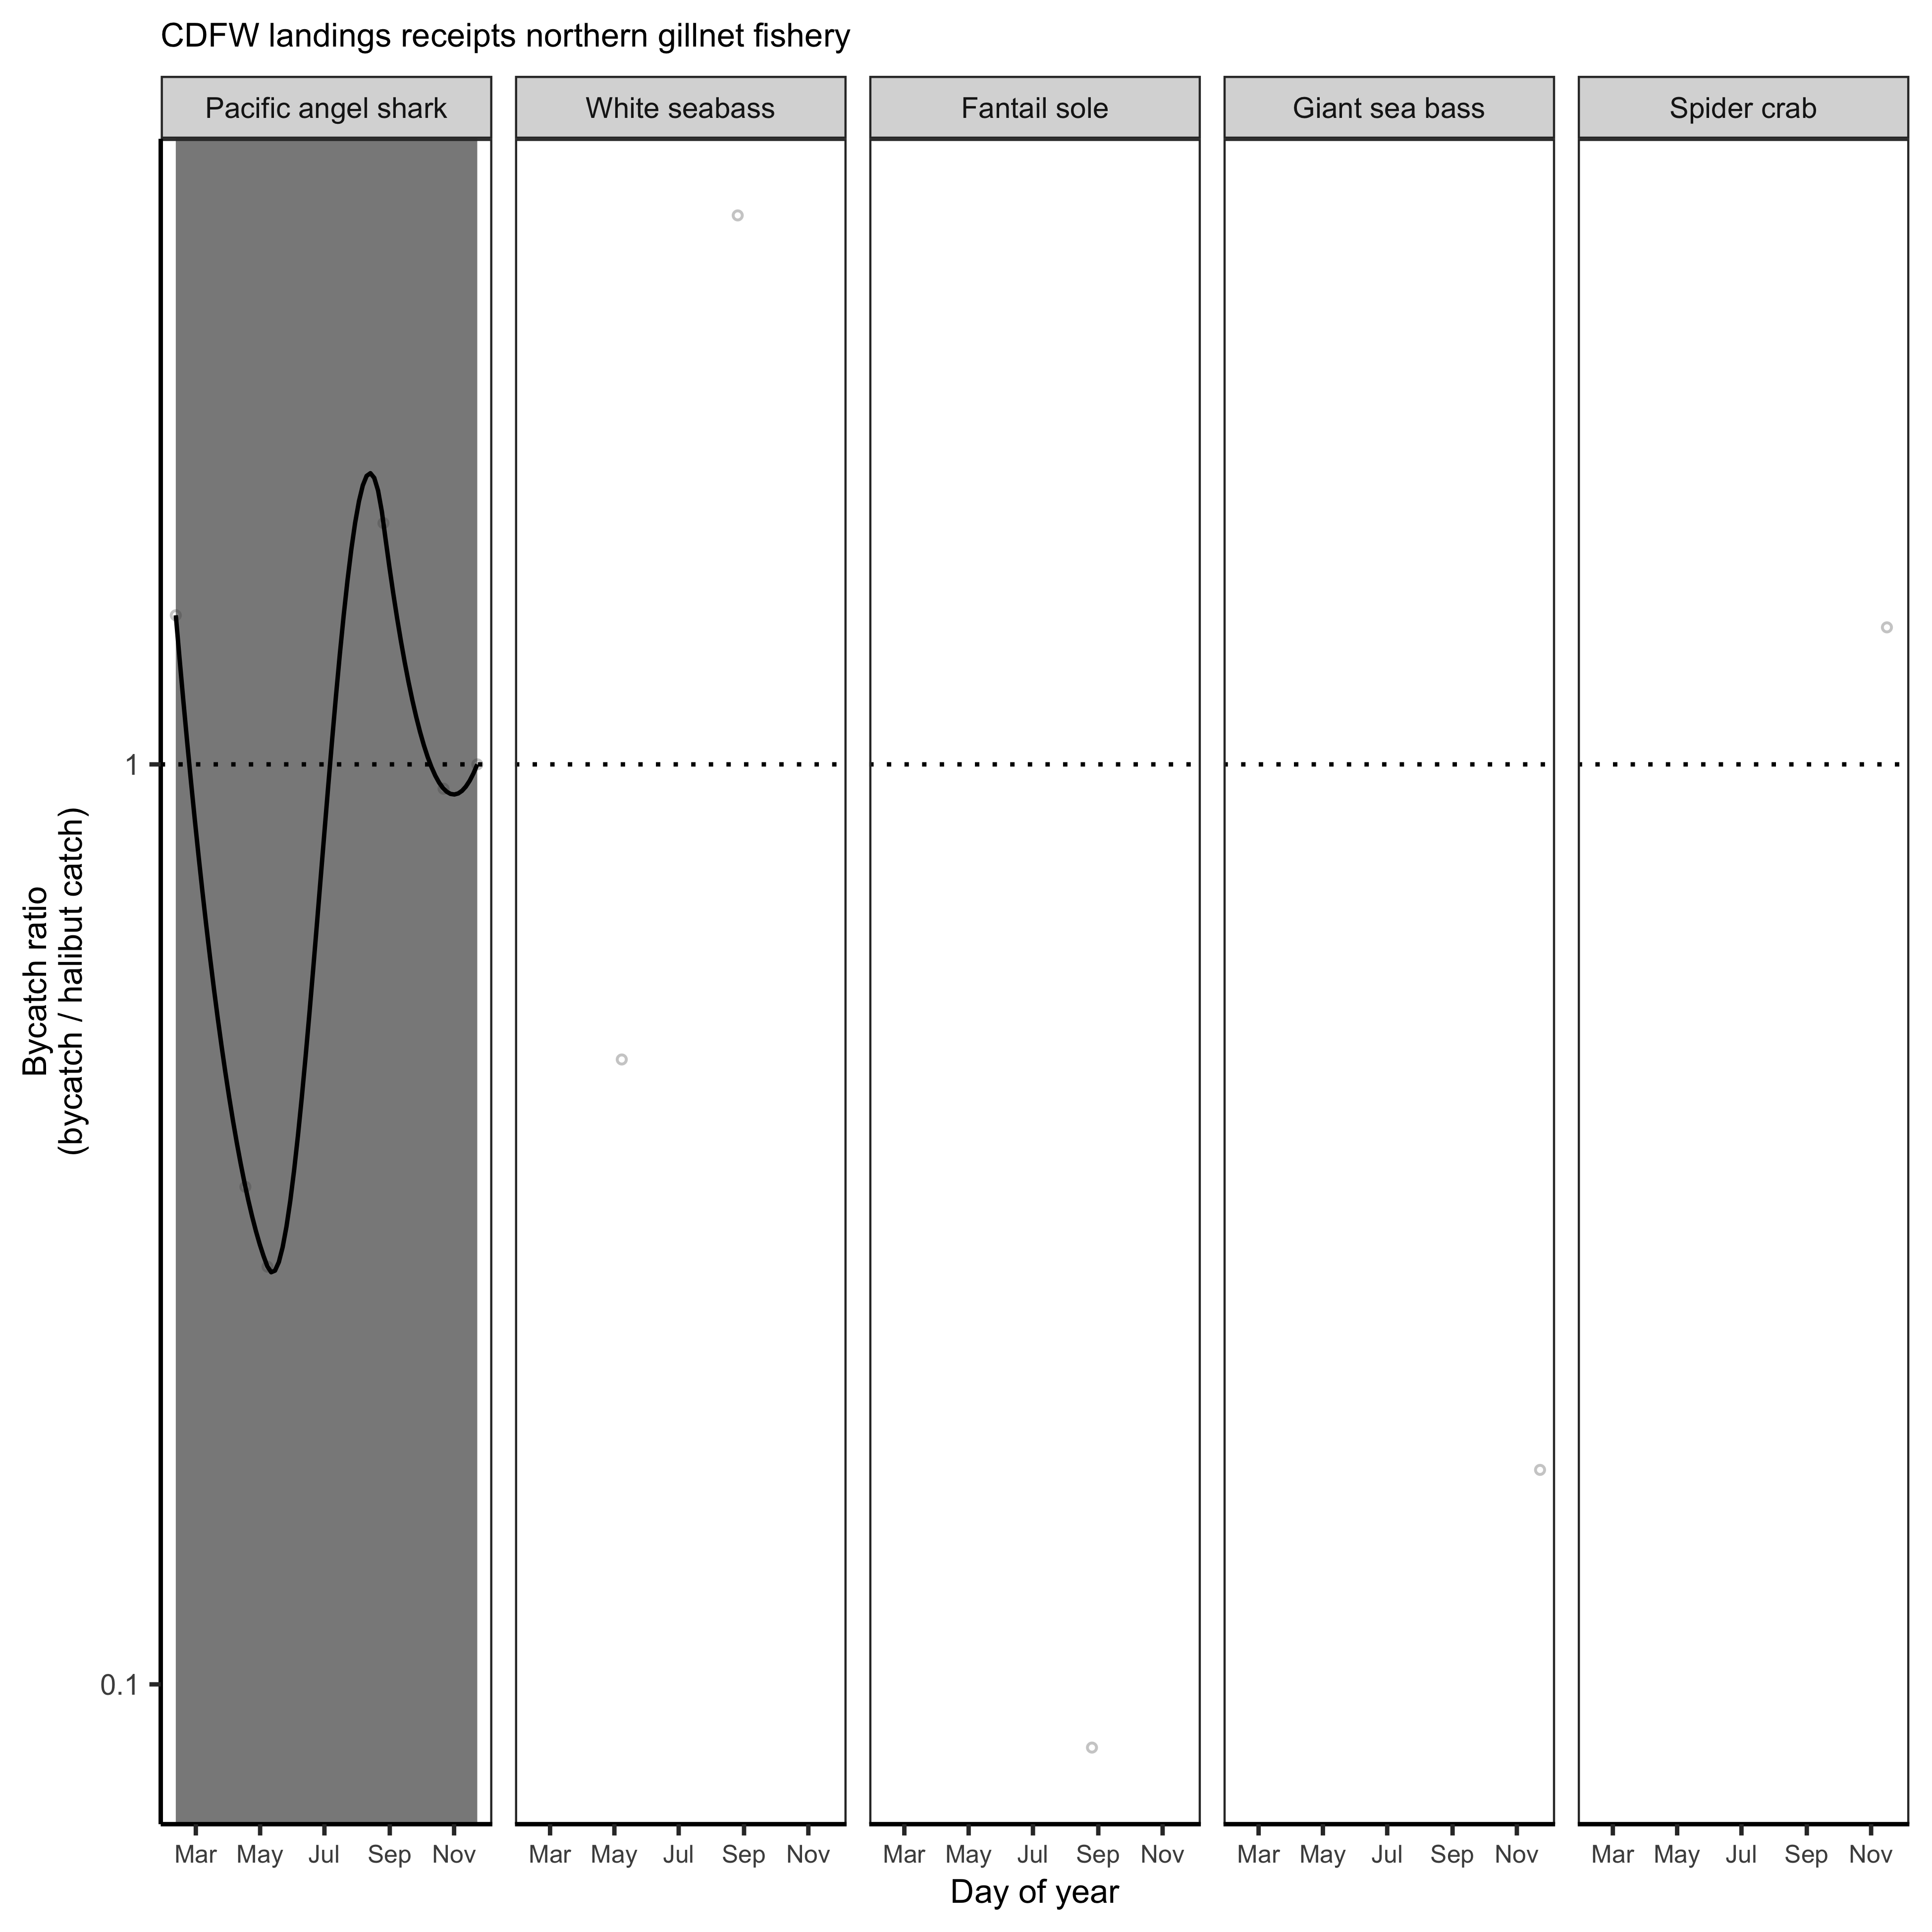 CDFW landings receipts northern gillnet fishery
Pacific angel shark
White seabass
Fantail sole
Giant sea bass
Spider crab
Bycatch ratio
(bycatch / halibut catch)
1
0.1
Mar May Jul Sep Nov
Mar May Jul Sep Nov
Mar May Jul Sep Nov
Mar May Jul Sep Nov
Mar May Jul Sep Nov
Day of year